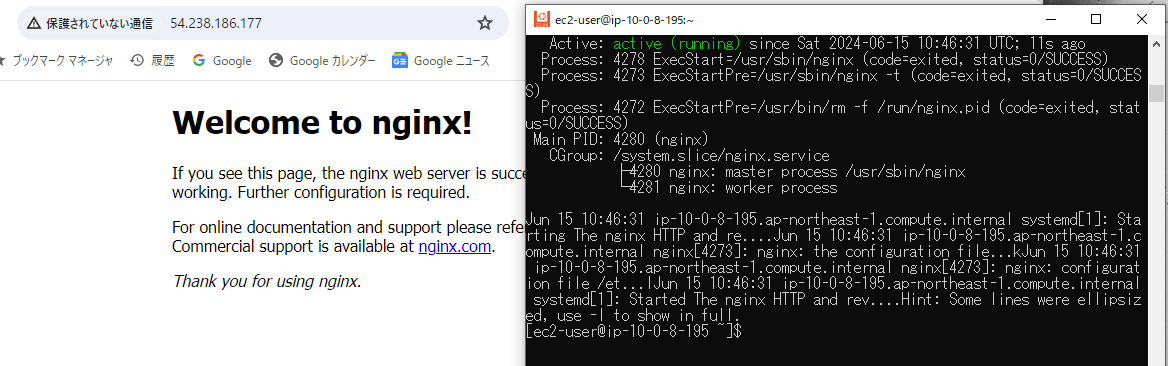 保護されていない通信 54.238.186.177
ブックマーク マネージャ 履歴 Google Google カレンダー Google ニュース
Welcome to nginx!
If you see this page, the nginx web server is
working. Further configuration is required.
For online documentation and support please
Commercial support is available at nginx.com.
Thank you for using nginx.
ec2-user@ip-10-0-8-195:~
Active: active (running) since Sat 2024-06-15 10:46:31 UTC; 11s ago
Process: 4278 ExecStart=/usr/sbin/nginx (code=exited, status=0/SUCCESS)
Process: 4273 ExecStartPre=/usr/sbin/nginx -t (code=exited, status=0/SUCCES
S)
Process: 4272 ExecStartPre=/usr/bin/rm -f /run/nginx.pid (code=exited, stat
us=0/SUCCESS)
Main PID: 4280 (nginx)
CGroup: /system.slice/nginx.service
├─4280 nginx: master process /usr/sbin/nginx
└─4281 nginx: worker process
Jun 15 10:46:31 ip-10-0-8-195.ap-northeast-1.compute.internal systemd[1]: Sta
rting The nginx HTTP and re....Jun 15 10:46:31 ip-10-0-8-195.ap-northeast-1.c
ompute.internal nginx[4273]: nginx: the configuration file...kJun 15 10:46:31
ip-10-0-8-195.ap-northeast-1.compute.internal nginx[4273]: nginx: configurat
ion file /et...lJun 15 10:46:31 ip-10-0-8-195.ap-northeast-1.compute.internal
systemd[1]: Started The nginx HTTP and rev....Hint: Some lines were ellipsiz
ed, use -l to show in full.
[ec2-user@ip-10-0-8-195 ~]$